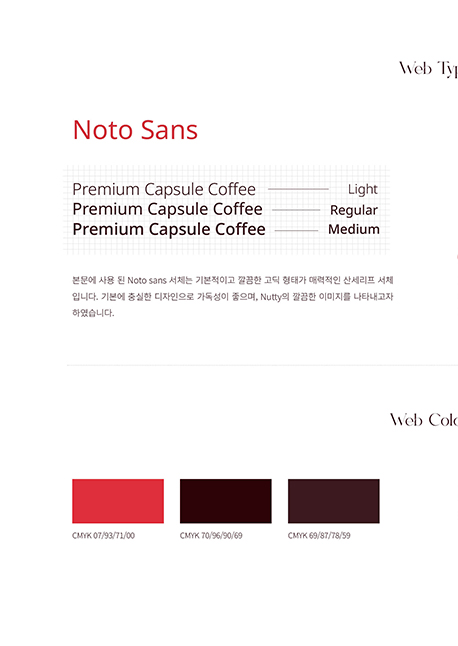 Web Typ
Noto Sans
Premium Capsule Coffee Light
Premium Capsule Coffee Regular
Premium Capsule Coffee Medium
본문에 사용 된 Noto sans 서체는 기본적이고 깔끔한 고딕 형태가 매력적인 산세리프 서체
입니다. 기본에 충실한 디자인으로 가독성이 좋으며, Nutty의 깔끔한 이미지를 나타내고자
하였습니다.
Web Colo
CMYK 07/93/71/00 CMYK 70/96/90/69 CMYK 69/87/78/59